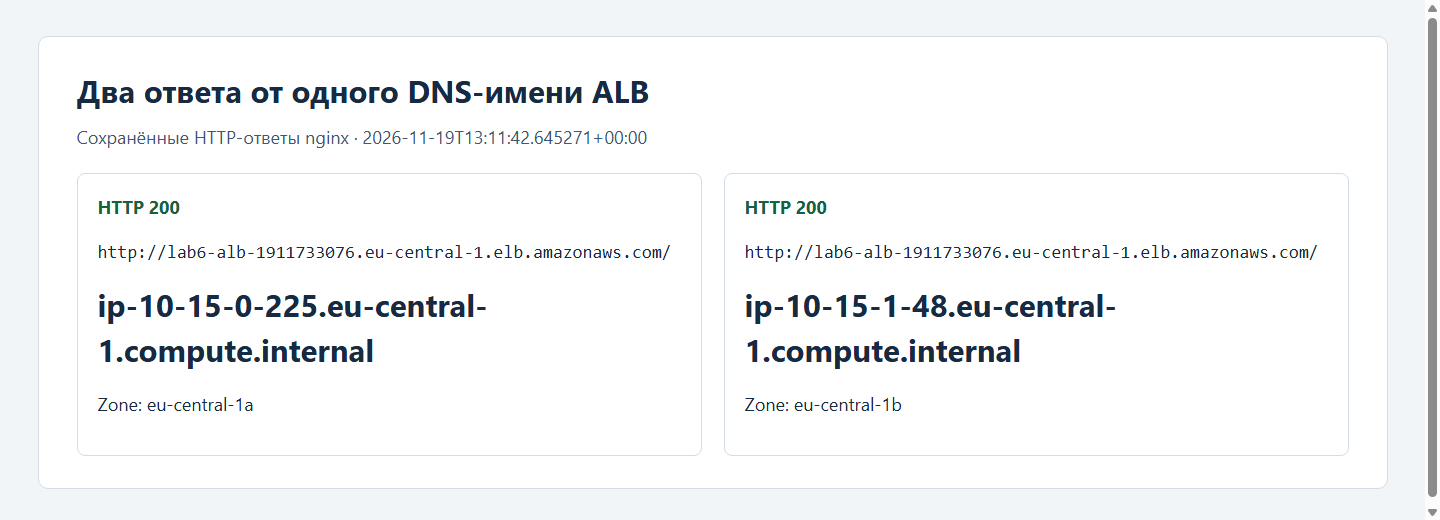 Два ответа от одного DNS-имени ALB
Сохранённые HTTP-ответы nginx · 2026-11-19T13:11:42.645271+00:00
HTTP 200
http://lab6-alb-1911733076.eu-central-1.elb.amazonaws.com/
ip-10-15-0-225.eu-central-
1.compute.internal
Zone: eu-central-1a
HTTP 200
http://lab6-alb-1911733076.eu-central-1.elb.amazonaws.com/
ip-10-15-1-48.eu-central-
1.compute.internal
Zone: eu-central-1b